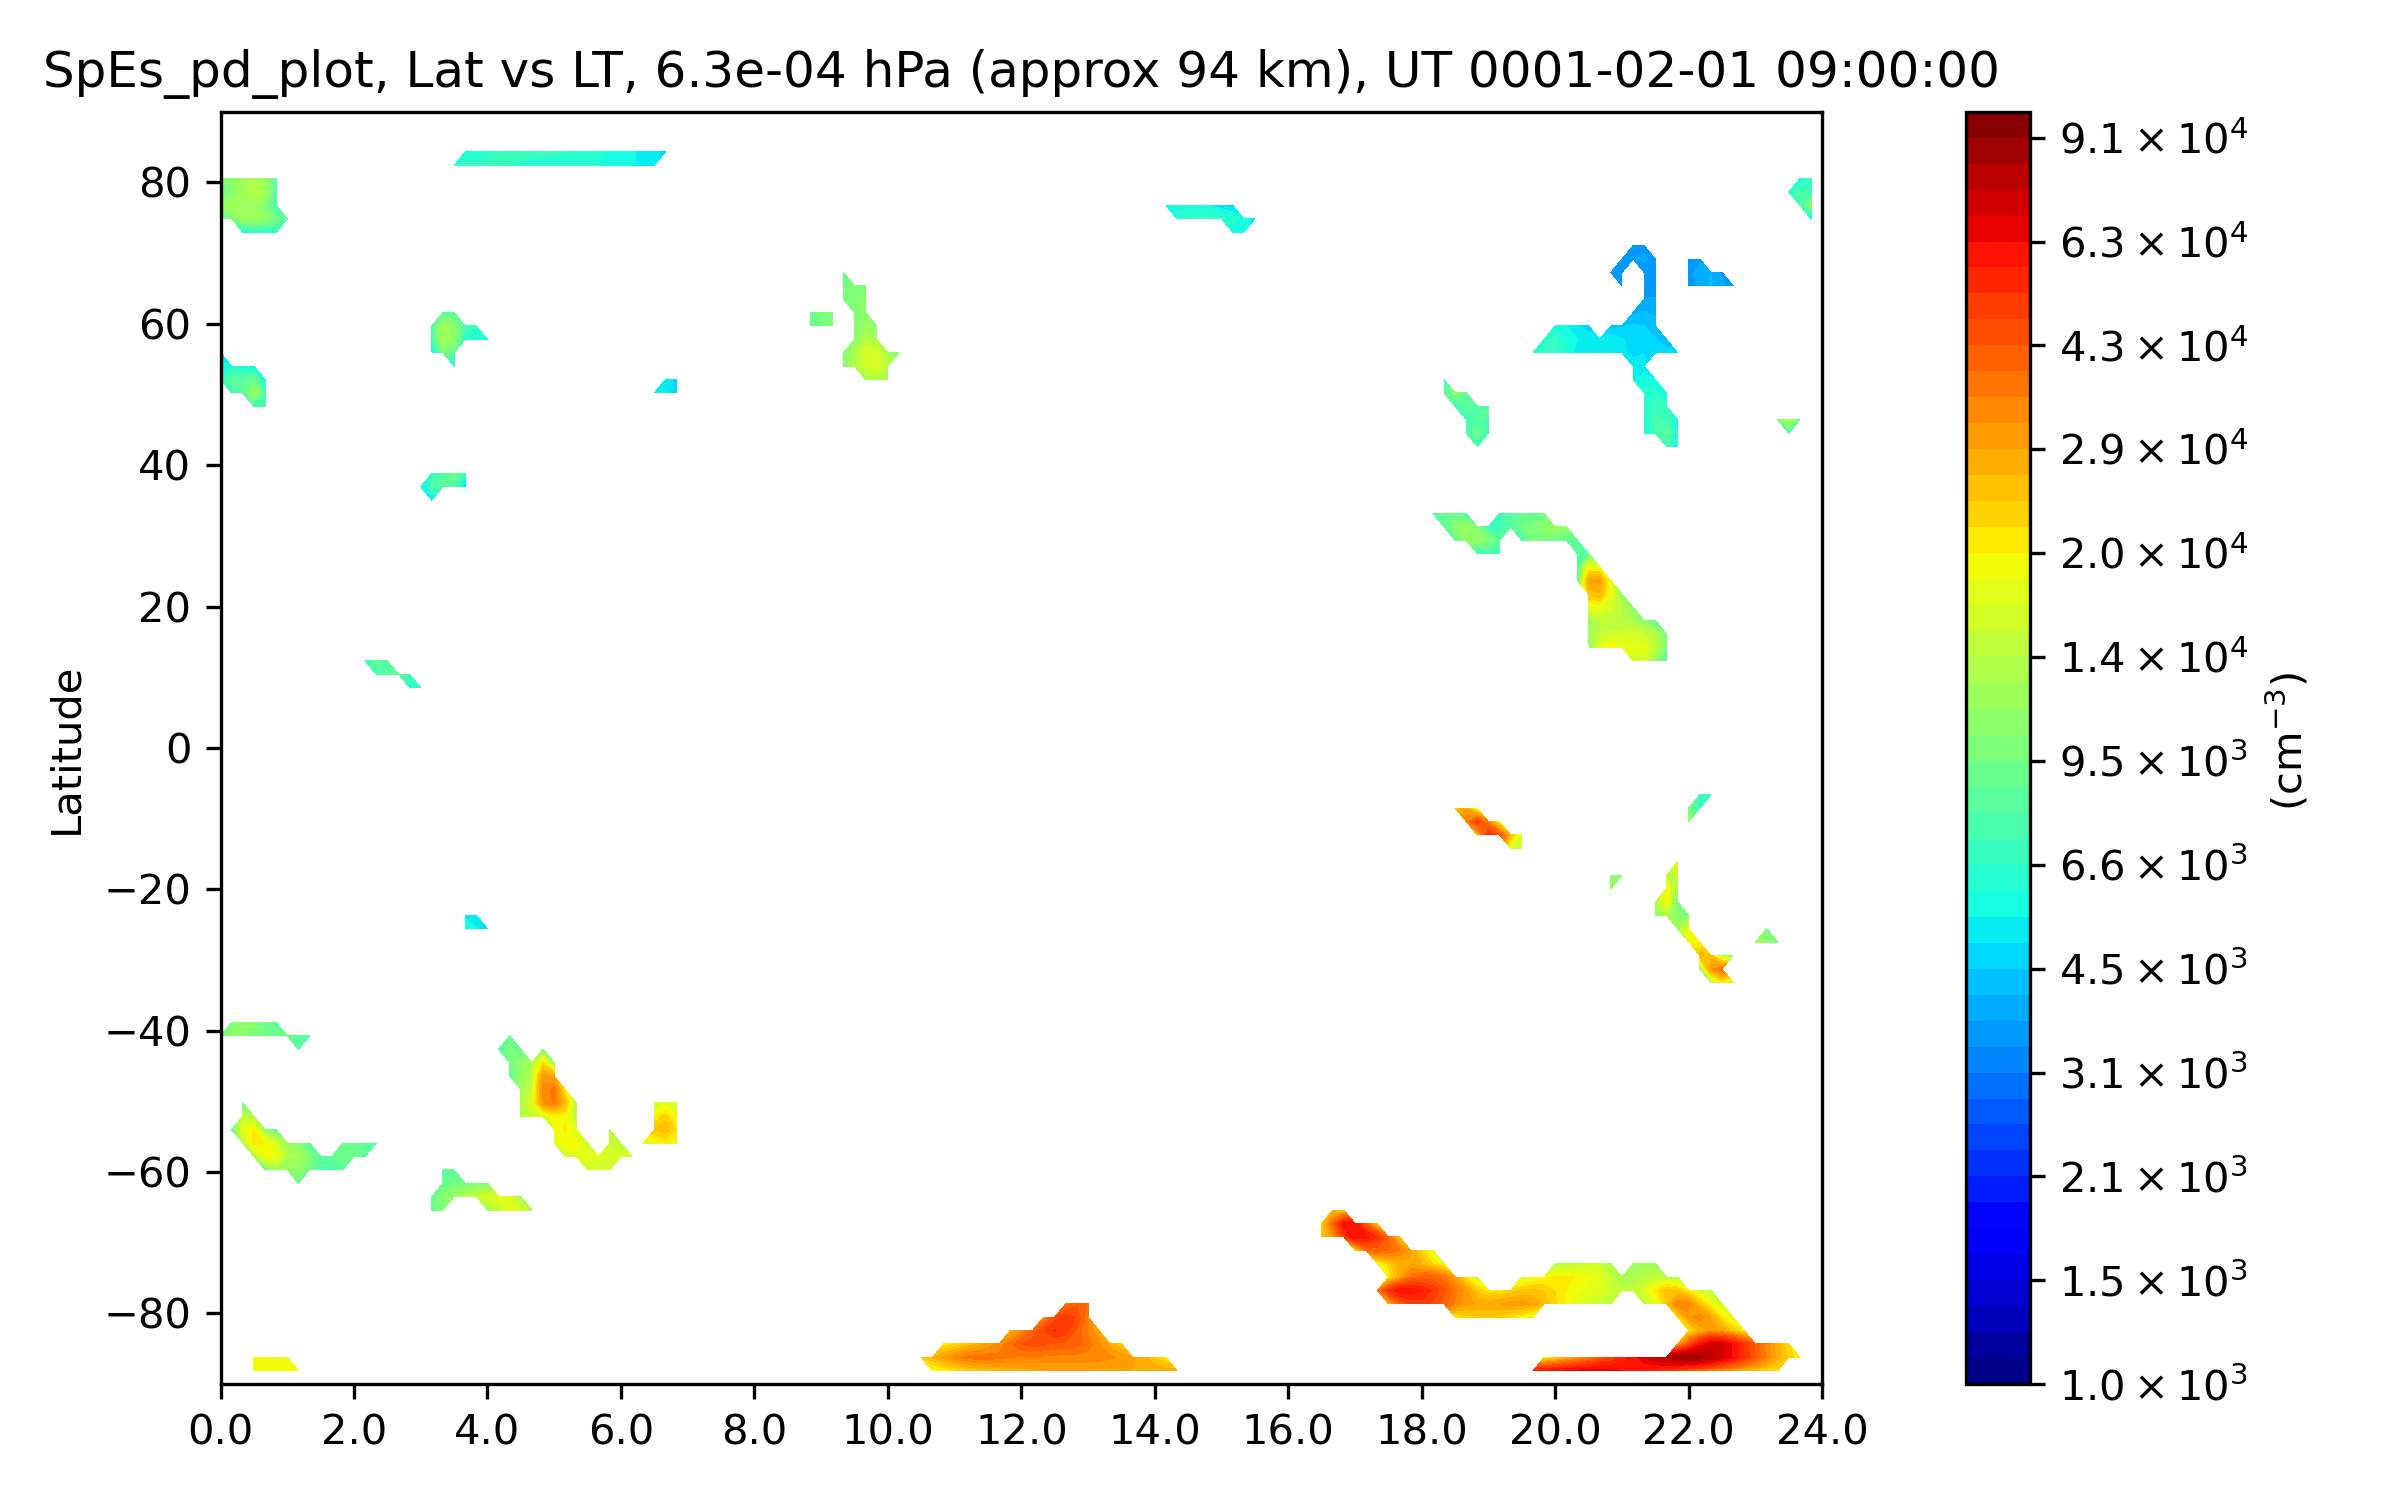 SpEs_pd_plot, Lat vs LT, 6.3e-04 hPa (approx 94 km), UT 0001-02-01 09:00:00
Latitude
80
60
40
20
0
−20
−40
−60
−80
0.0 2.0 4.0 6.0 8.0 10.0 12.0 14.0 16.0 18.0 20.0 22.0 24.0
9.1 × 10⁴
6.3 × 10⁴
4.3 × 10⁴
2.9 × 10⁴
2.0 × 10⁴
1.4 × 10⁴
9.5 × 10³
6.6 × 10³
4.5 × 10³
3.1 × 10³
2.1 × 10³
1.5 × 10³
1.0 × 10³
(cm⁻³)